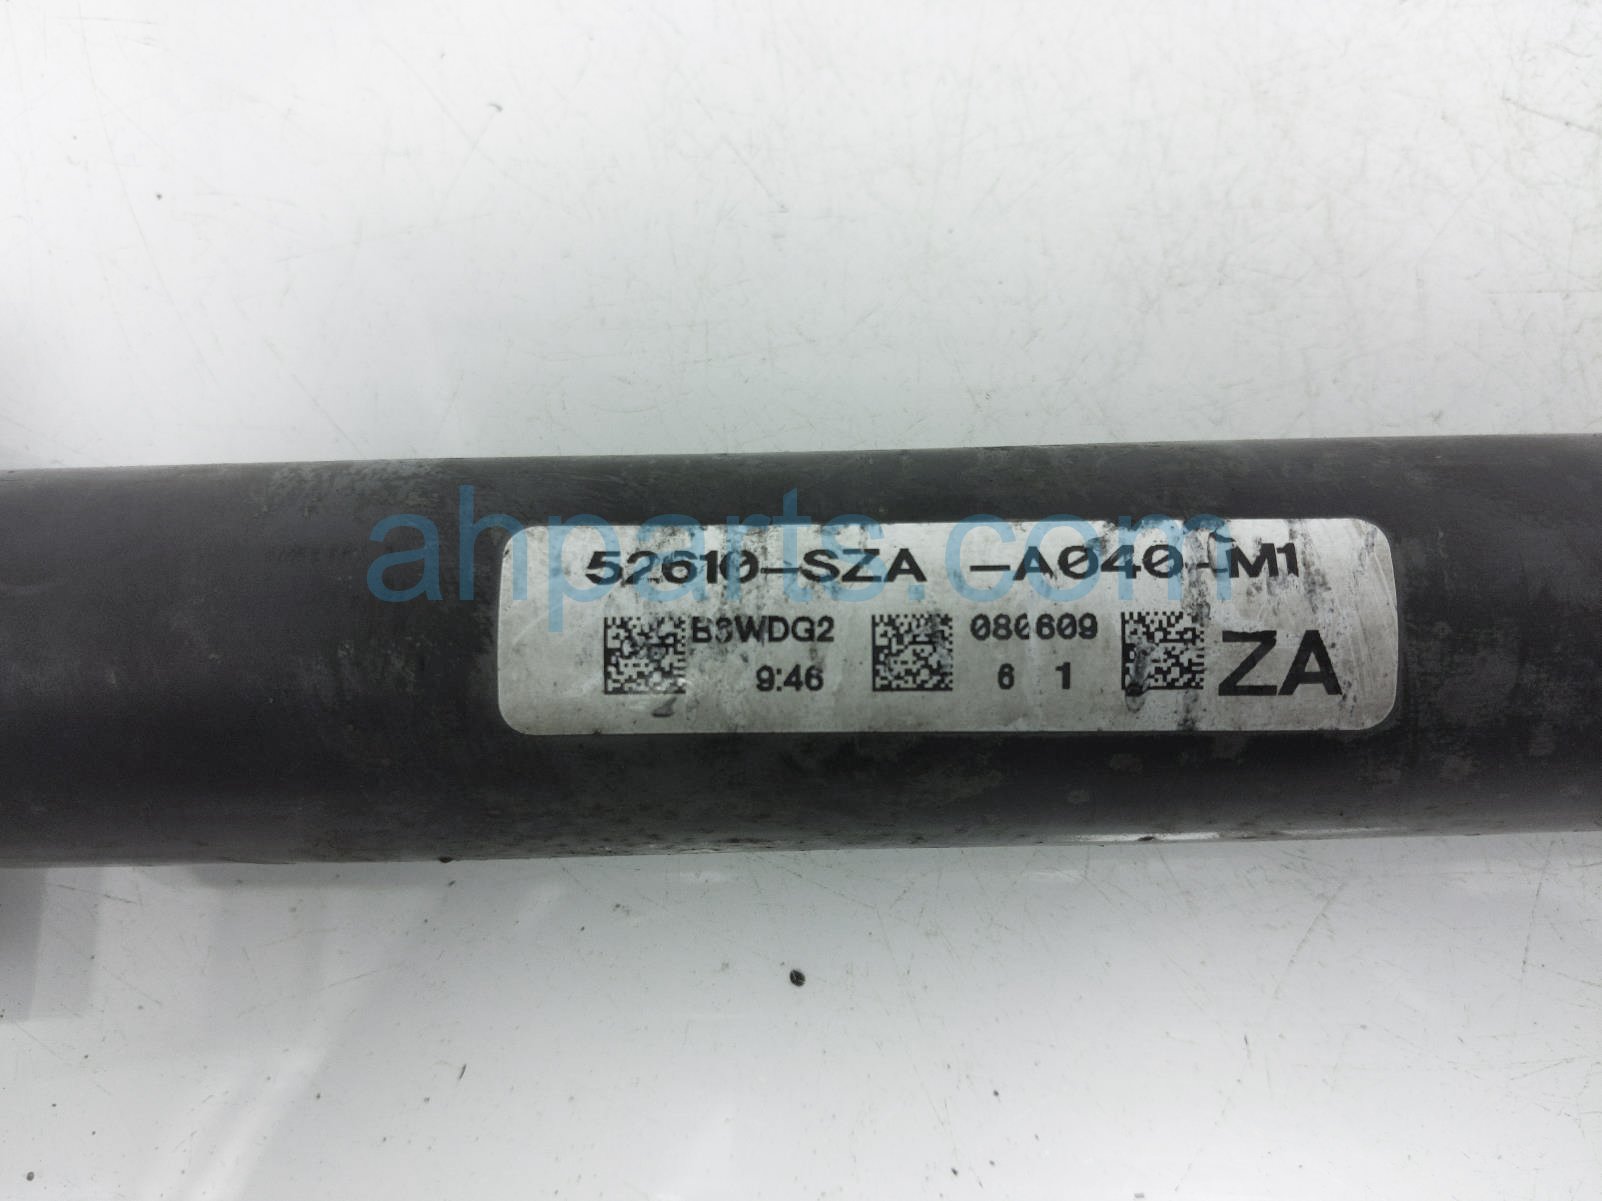 ahparts.com
52610-SZA -A040-M1
B3WDG2 080609 ZA
9:46 6 1